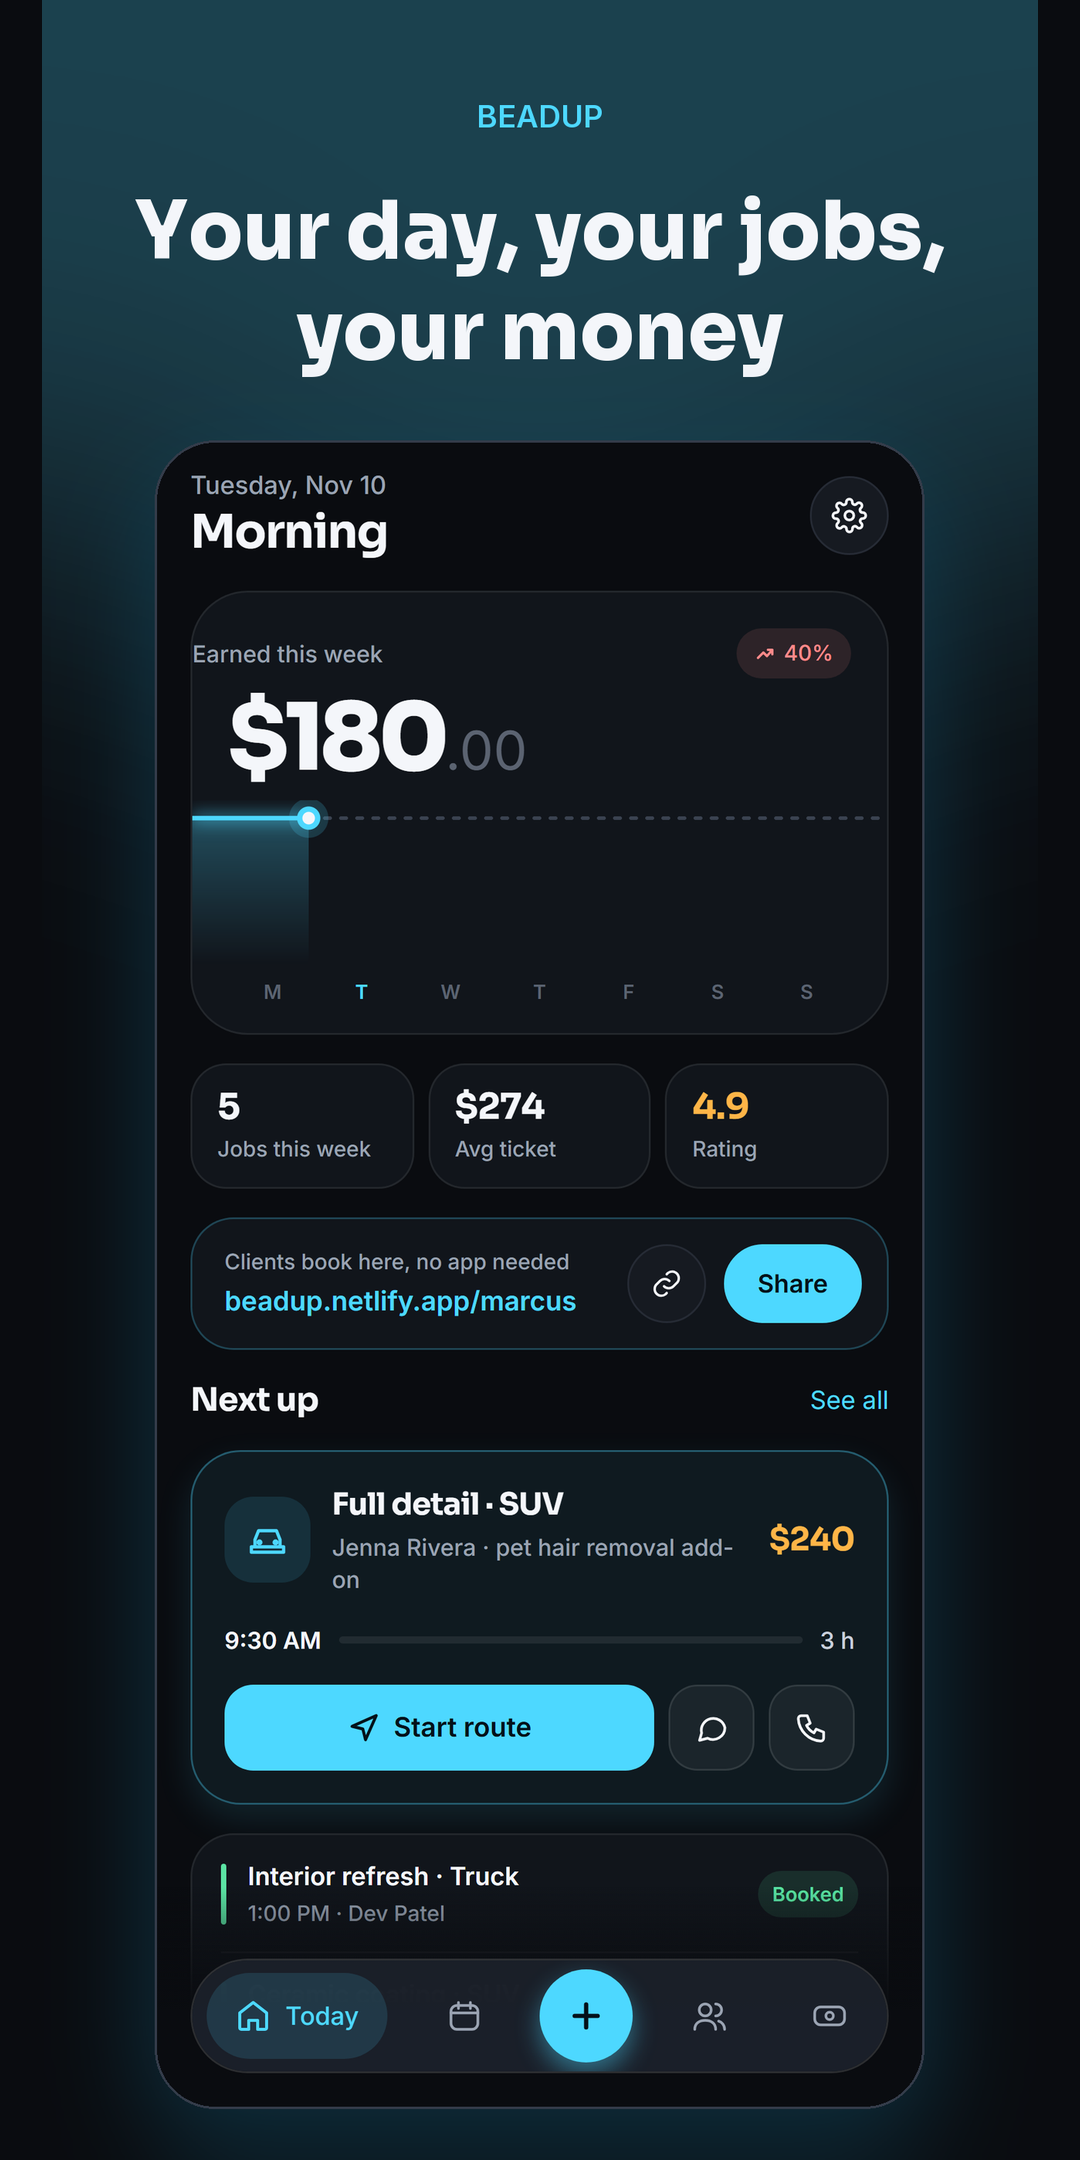 BEADUP
Your day, your jobs,
your money
Tuesday, Nov 10
Morning
Earned this week
40%
$180.00
M T W T F S S
5
Jobs this week
$274
Avg ticket
4.9
Rating
Clients book here, no app needed
beadup.netlify.app/marcus
Share
Next up
See all
Full detail · SUV
Jenna Rivera · pet hair removal add-
on
$240
9:30 AM
3 h
Start route
Interior refresh · Truck
1:00 PM · Dev Patel
Booked
Today